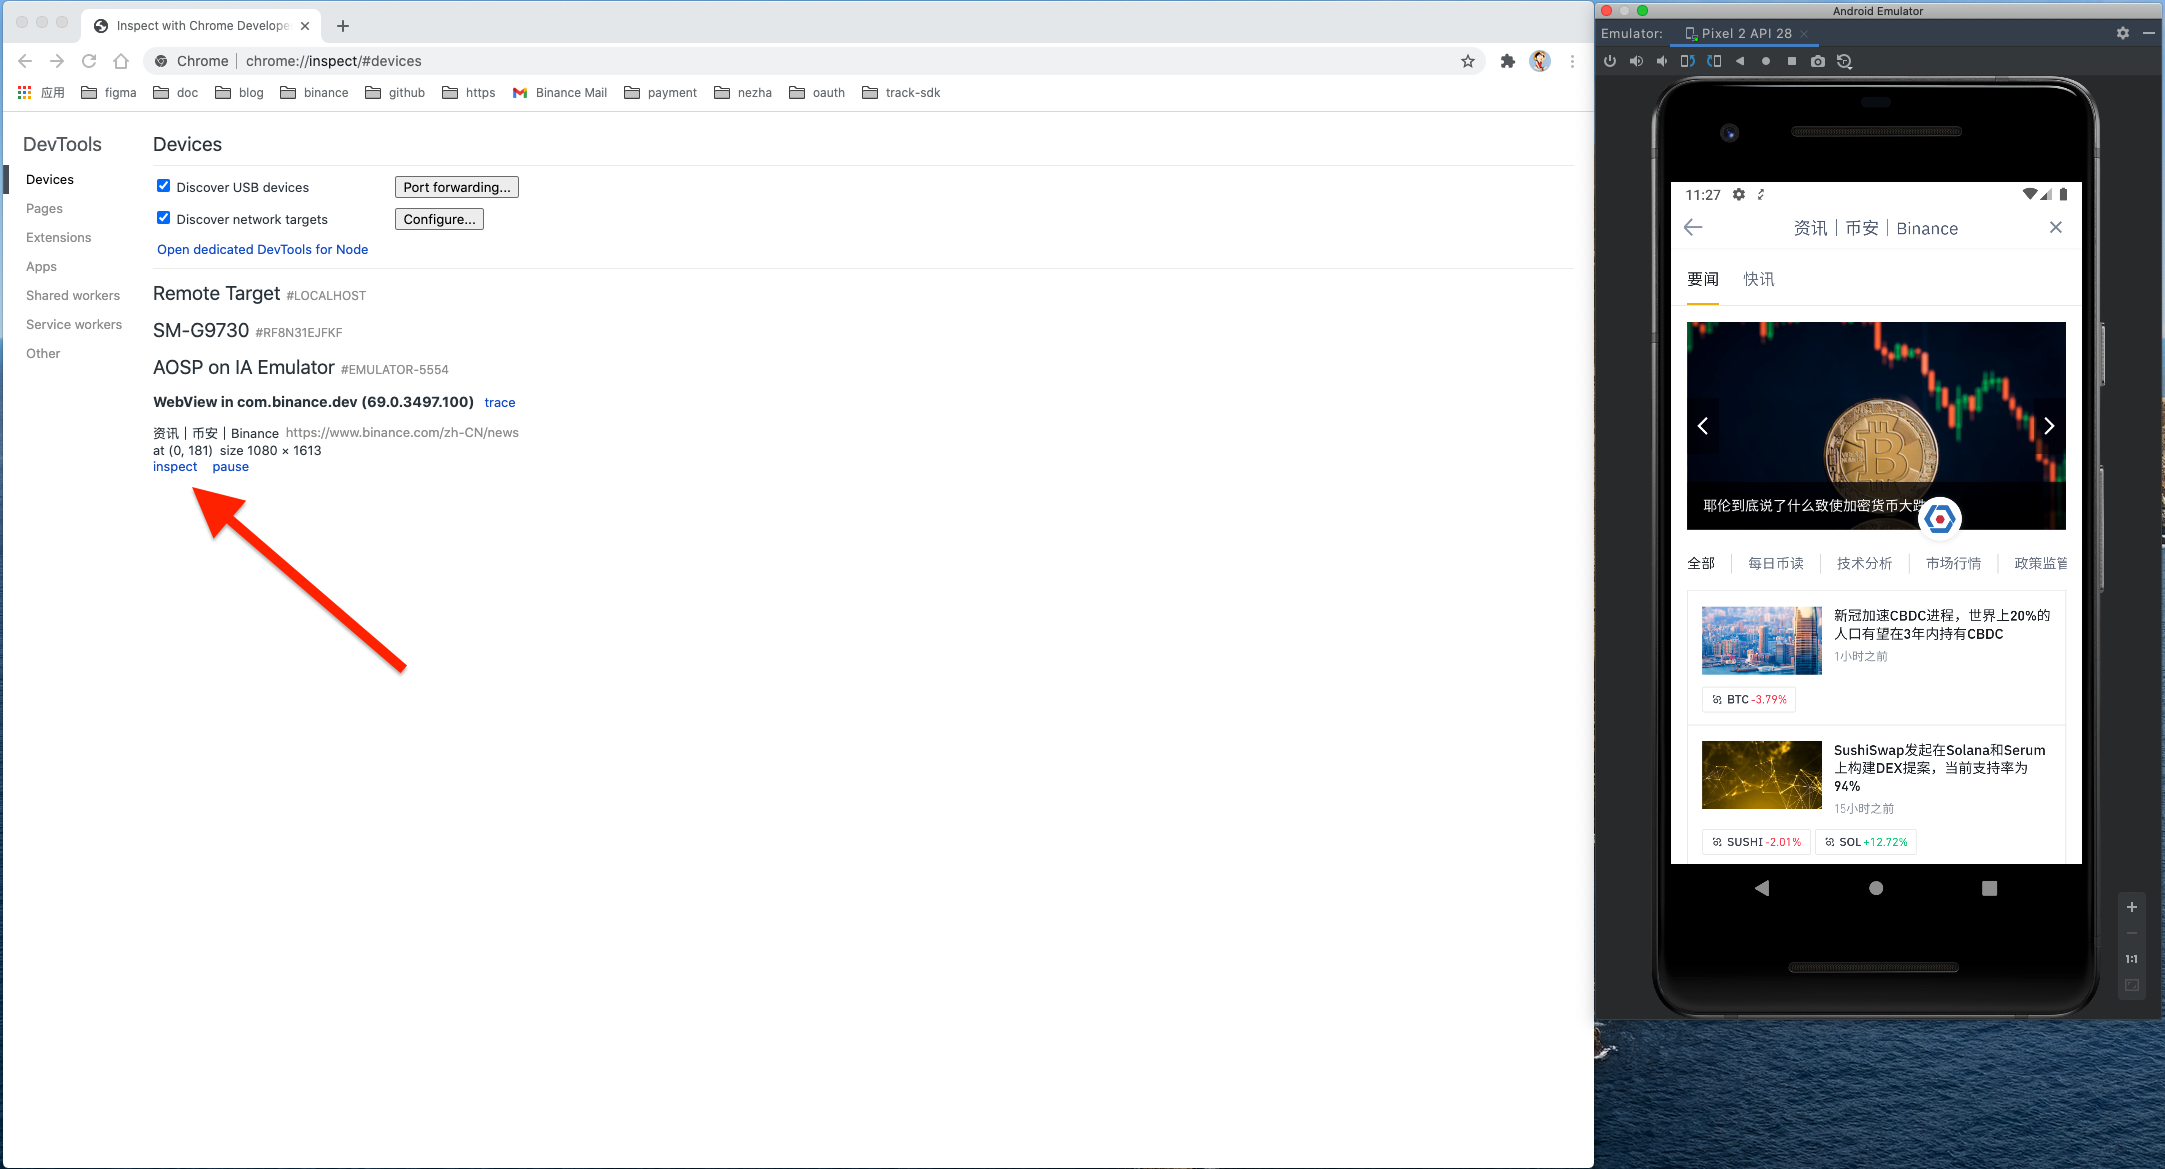 Inspect with Chrome Develope
Chrome | chrome://inspect/#devices
应用 figma doc blog binance github https Binance Mail payment nezha oauth track-sdk
DevTools
Devices
Pages
Extensions
Apps
Shared workers
Service workers
Other
Devices
Discover USB devices Port forwarding...
Discover network targets Configure...
Open dedicated DevTools for Node
Remote Target #LOCALHOST
SM-G9730 #RF8N31EJFKF
AOSP on IA Emulator #EMULATOR-5554
WebView in com.binance.dev (69.0.3497.100) trace
资讯 | 币安 | Binance https://www.binance.com/zh-CN/news
at (0, 181) size 1080 × 1613
inspect pause
Android Emulator
Emulator: Pixel 2 API 28
11:27
资讯 | 币安 | Binance
要闻 快讯
耶伦到底说了什么致使加密货币大跌
全部 每日币读 技术分析 市场行情 政策监管
新冠加速CBDC进程，世界上20%的
人口有望在3年内持有CBDC
1小时之前
BTC -3.79%
SushiSwap发起在Solana和Serum
上构建DEX提案，当前支持率为
94%
15小时之前
SUSHI -2.01% SOL +12.72%
1:1